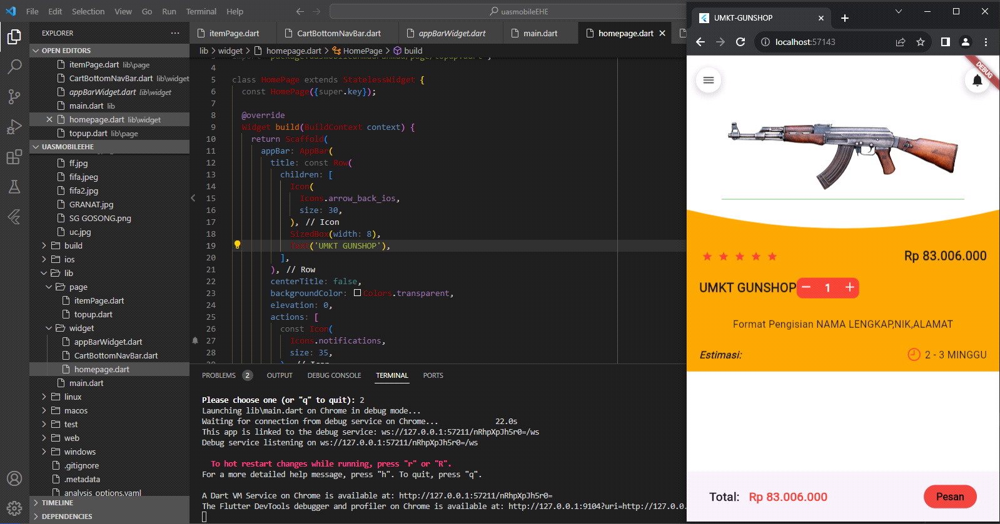 File Edit Selection View Go Run Terminal Help
uasmobileEHE
EXPLORER
OPEN EDITORS
itemPage.dart lib\page
CartBottomNavBar.dart lib\widget
appBarWidget.dart lib\widget
main.dart lib
homepage.dart lib\widget
topup.dart lib\page
UASMOBILEEHE
ff.jpg
fifa.jpeg
fifa2.jpg
GRANAT.jpg
SG GOSONG.png
uc.jpg
build
ios
lib
page
itemPage.dart
topup.dart
widget
appBarWidget.dart
CartBottomNavBar.dart
homepage.dart
main.dart
linux
macos
test
web
windows
.gitignore
.metadata
analysis_options.yaml
TIMELINE
DEPENDENCIES
itemPage.dart CartBottomNavBar.dart appBarWidget.dart main.dart homepage.dart
lib > widget > homepage.dart > HomePage > build
4
5 class HomePage extends StatelessWidget {
6 const HomePage({super.key});
7
8 @override
9 Widget build(BuildContext context) {
10 return Scaffold(
11 appBar: AppBar(
12 title: const Row(
13 children: [
14 Icon(
15 Icons.arrow_back_ios,
16 size: 30,
17 ), // Icon
18 SizedBox(width: 8),
19 Text('UMKT GUNSHOP'),
20 ],
21 ), // Row
22 centerTitle: false,
23 backgroundColor: Colors.transparent,
24 elevation: 0,
25 actions: [
26 const Icon(
27 Icons.notifications,
28 size: 35,
PROBLEMS 2 OUTPUT DEBUG CONSOLE TERMINAL PORTS
Please choose one (or "q" to quit): 2
Launching lib\main.dart on Chrome in debug mode...
Waiting for connection from debug service on Chrome... 22.0s
This app is linked to the debug service: ws://127.0.0.1:57211/nRhpXpJh5r0=/ws
Debug service listening on ws://127.0.0.1:57211/nRhpXpJh5r0=/ws
To hot restart changes while running, press "r" or "R".
For a more detailed help message, press "h". To quit, press "q".
A Dart VM Service on Chrome is available at: http://127.0.0.1:57211/nRhpXpJh5r0=
The Flutter DevTools debugger and profiler on Chrome is available at: http://127.0.0.1:9104?uri=http://127.0.0.
UMKT-GUNSHOP
localhost:57143
DEBUG
Rp 83.006.000
UMKT GUNSHOP − 1 +
Format Pengisian NAMA LENGKAP,NIK,ALAMAT
Estimasi: 2 - 3 MINGGU
Total: Rp 83.006.000 Pesan